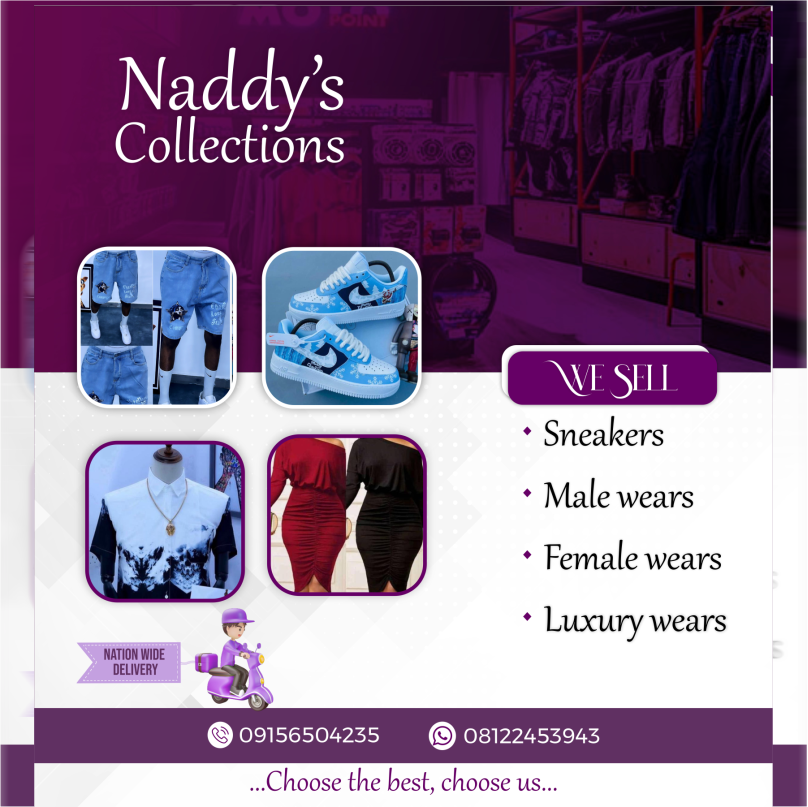 Naddy's
Collections
WE SELL
Sneakers
Male wears
Female wears
Luxury wears
NATION WIDE
DELIVERY
09156504235
08122453943
...Choose the best, choose us...